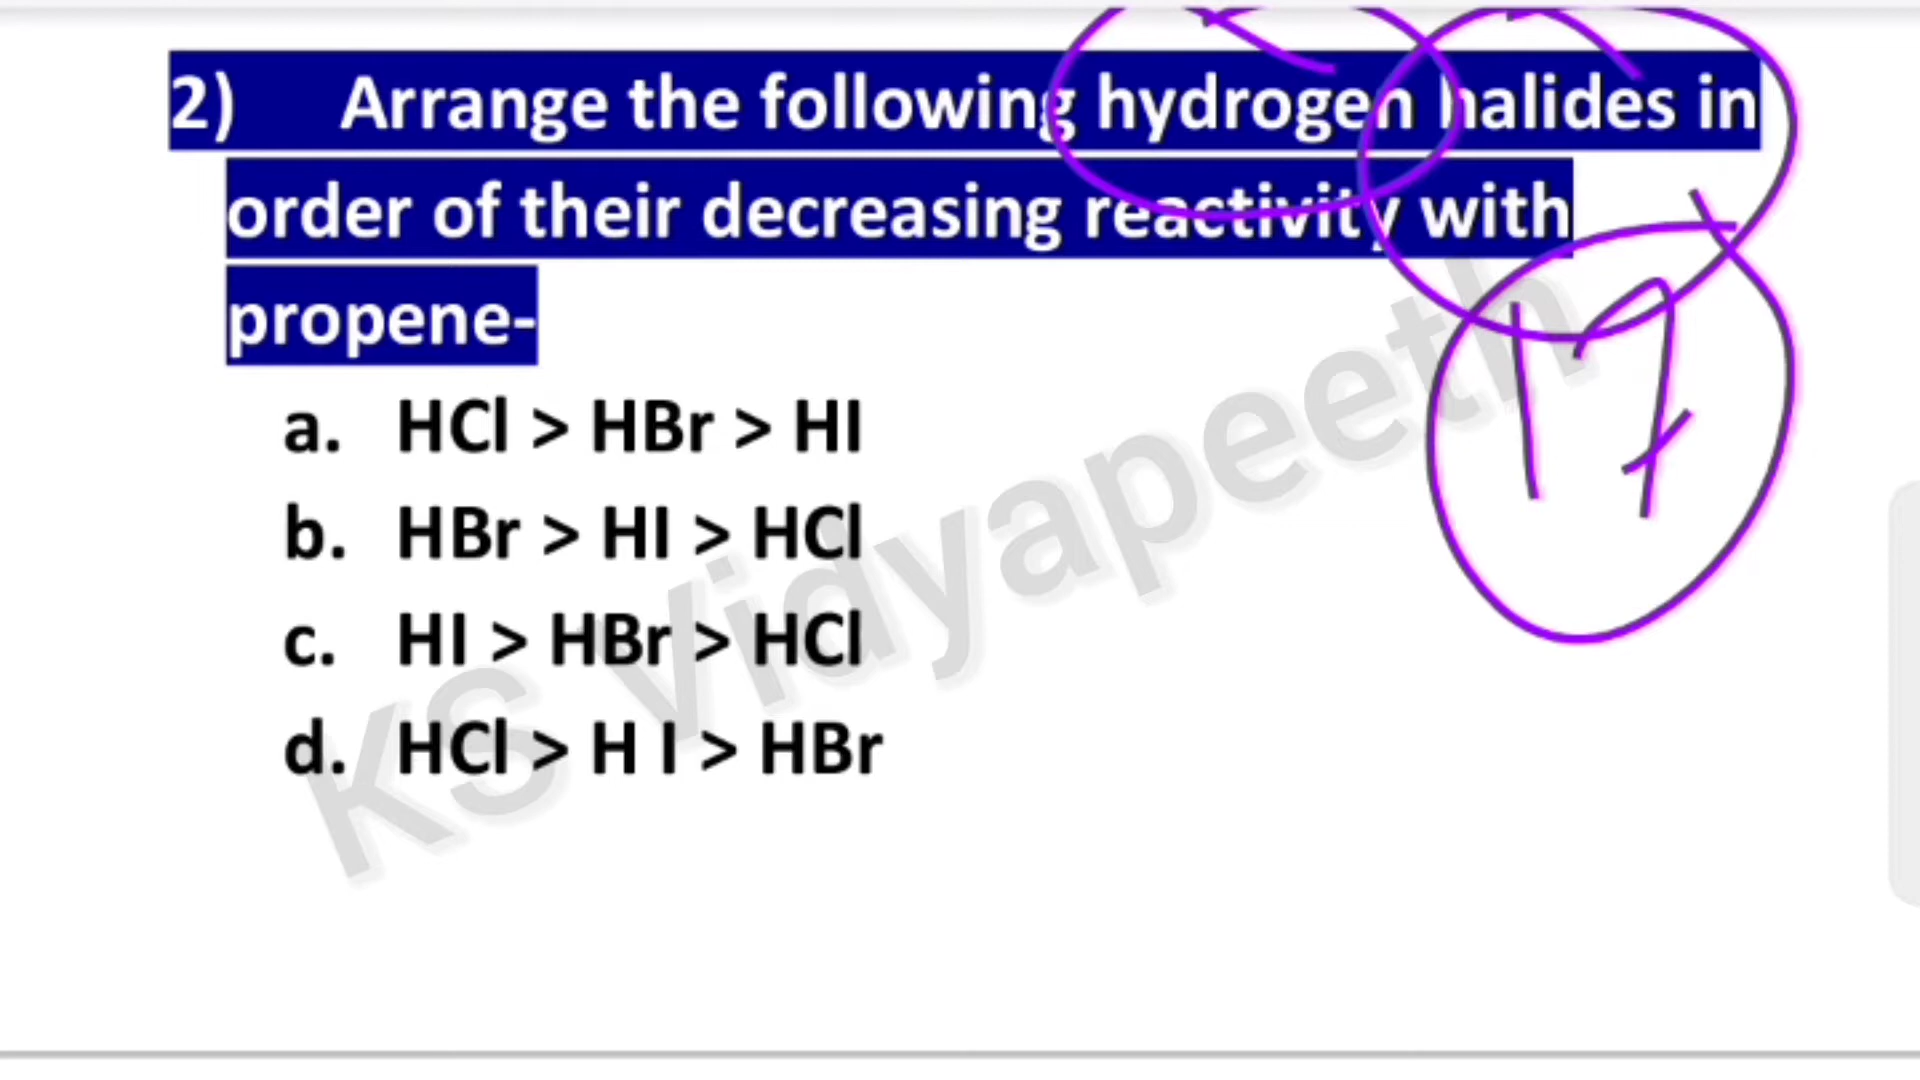 2) Arrange the following hydrogen halides in
order of their decreasing reactivity with
propene-
a. HCl > HBr > HI
b. HBr > HI > HCl
c. HI > HBr > HCl
d. HCl > H I > HBr
KS Vidyapeeth
17